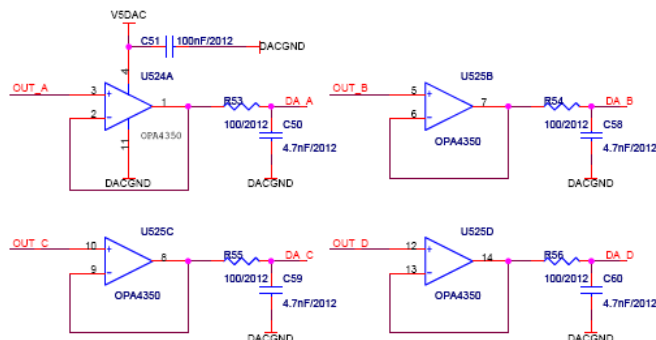 V5DAC
C51 100nF/2012 DACGND
U524A
OUT_A 3 + 4 1 R53 DA_A
2 - OPA4350 100/2012 C50
11 4.7nF/2012
DACGND DACGND
U525B
OUT_B 5 + 7 R54 DA_B
6 - 100/2012 C58
OPA4350 4.7nF/2012
DACGND
U525C
OUT_C 10 + 8 R55 DA_C
9 - 100/2012 C59
OPA4350 4.7nF/2012
DACGND
U525D
OUT_D 12 + 14 R56 DA_D
13 - 100/2012 C60
OPA4350 4.7nF/2012
DACGND